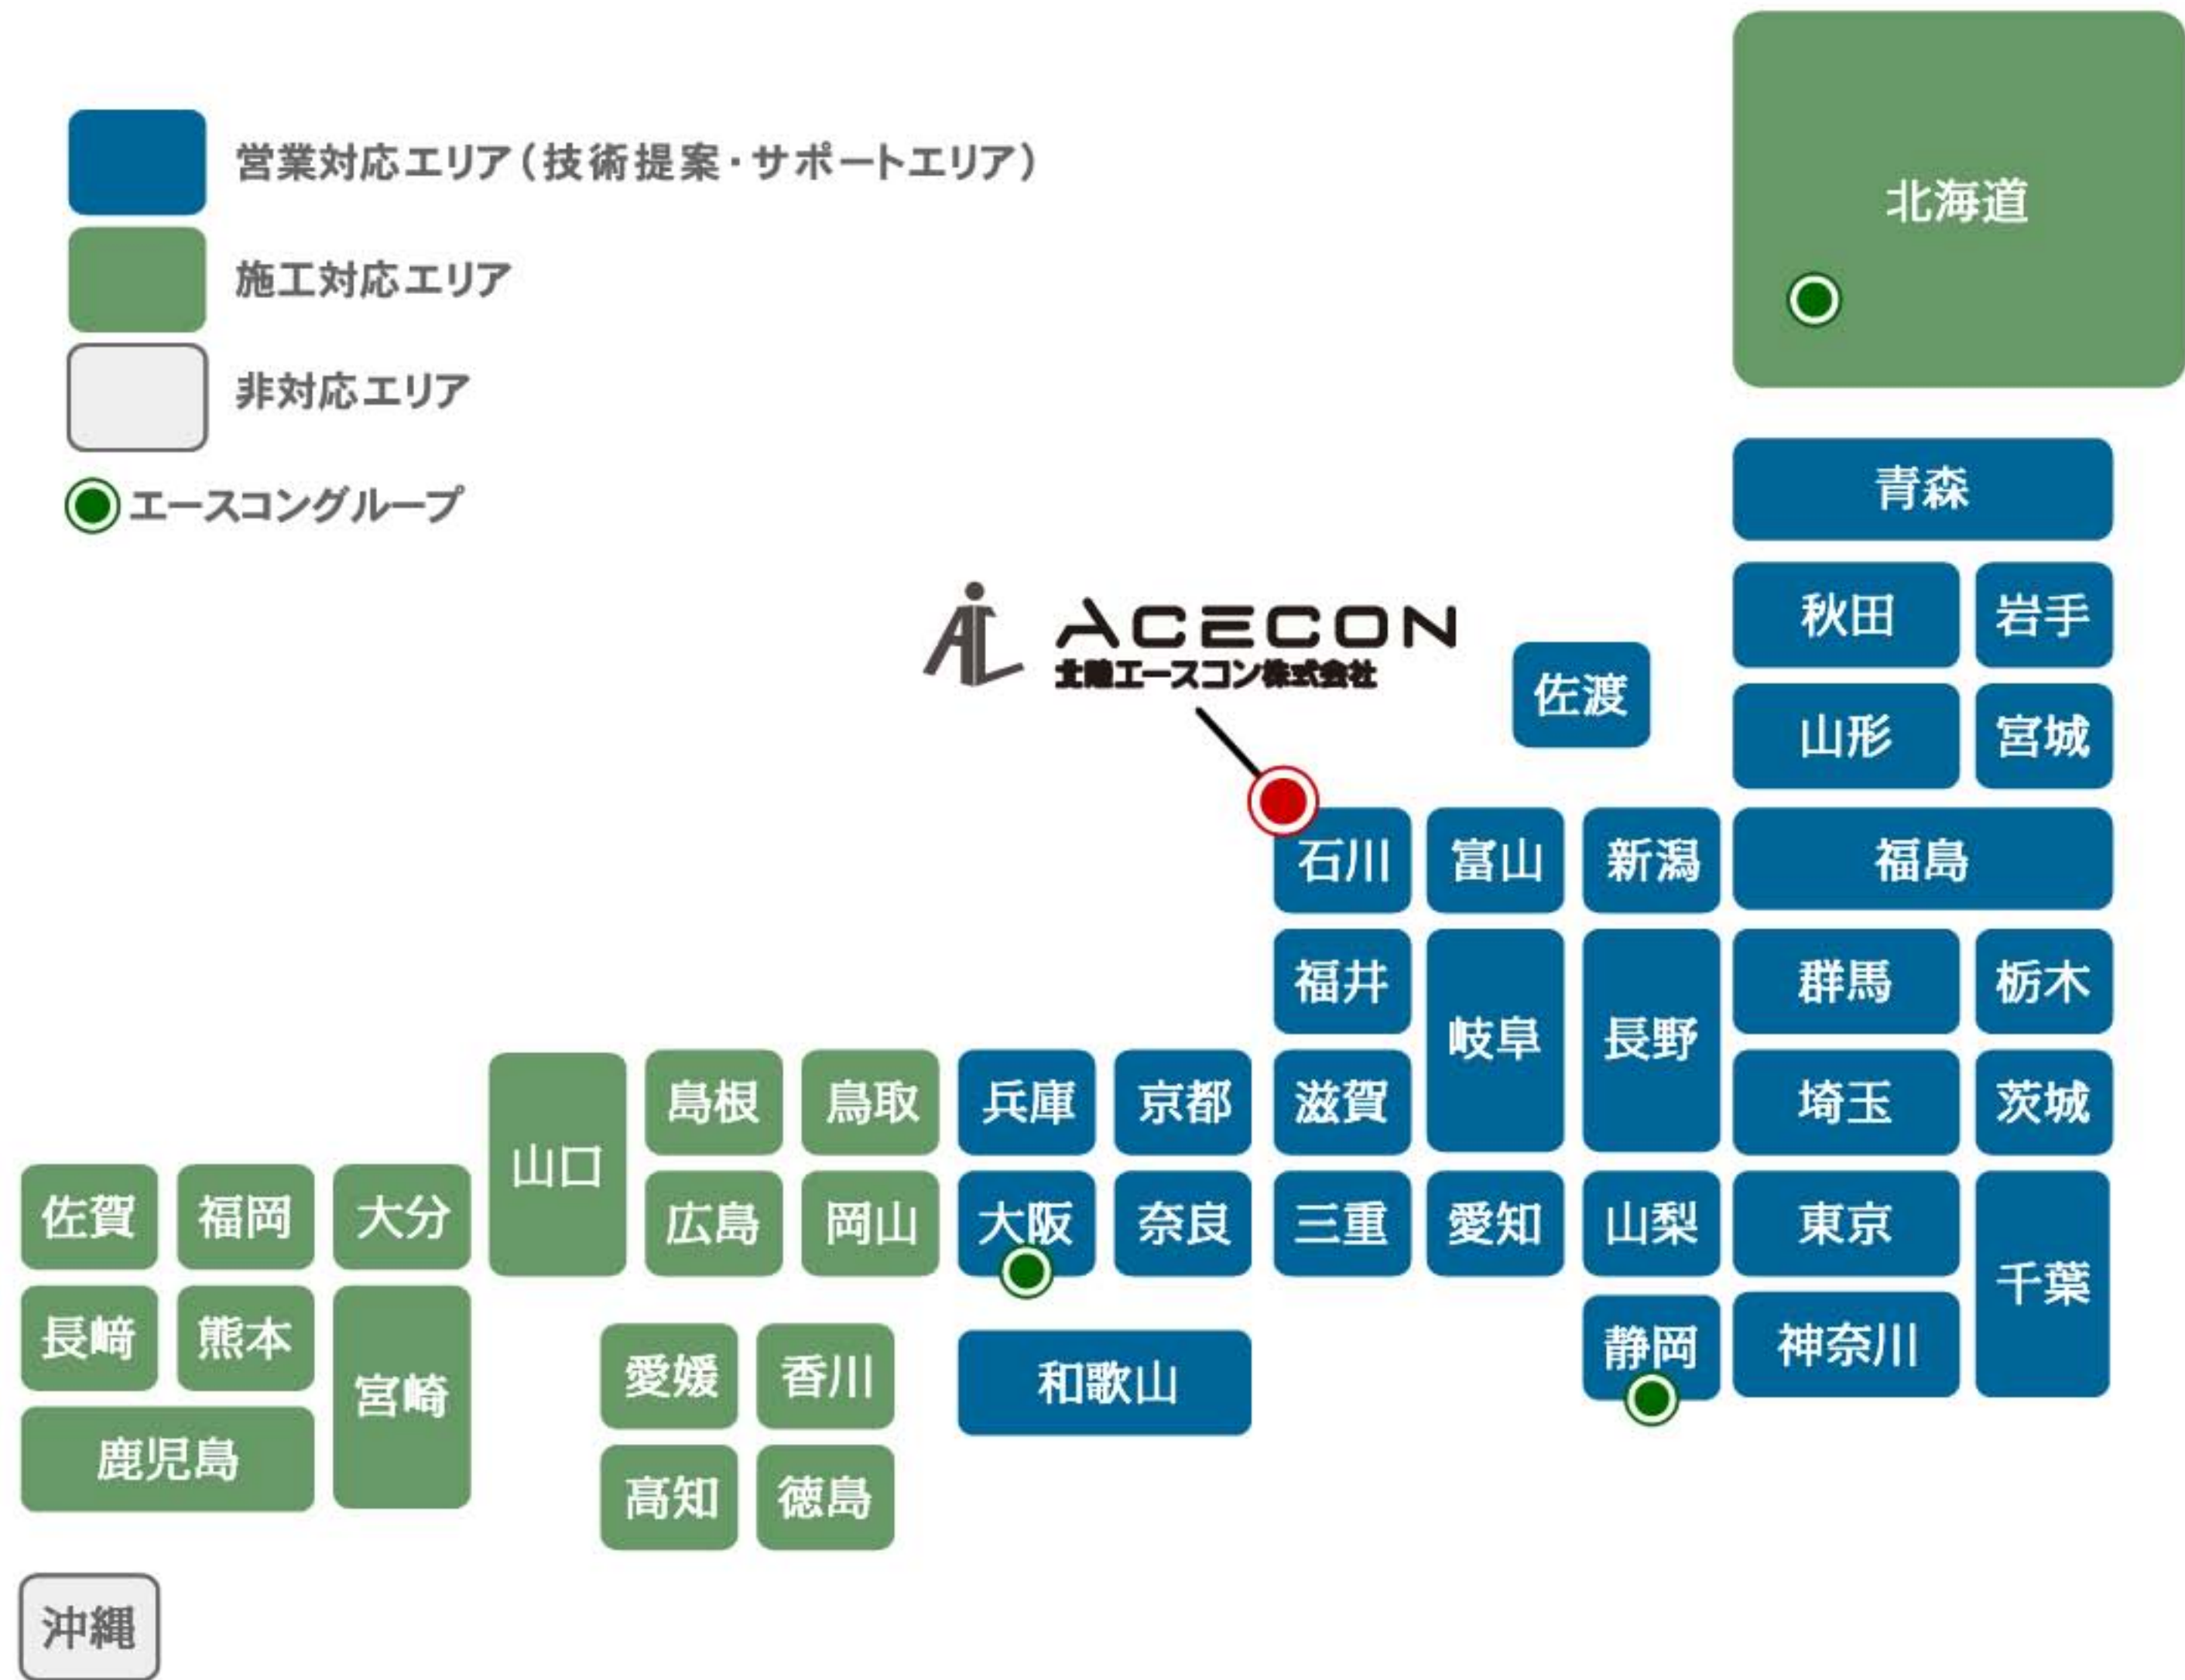 営業対応エリア（技術提案・サポートエリア）
施工対応エリア
非対応エリア
エースコングループ
北海道
青森
秋田 岩手
ACECON
北陸エースコン株式会社
佐渡
山形 宮城
石川 富山 新潟 福島
福井 岐阜 長野 群馬 栃木
山口 島根 鳥取 兵庫 京都 滋賀 埼玉 茨城
佐賀 福岡 大分 広島 岡山 大阪 奈良 三重 愛知 山梨 東京 千葉
長崎 熊本 宮崎 愛媛 香川 和歌山 静岡 神奈川
鹿児島 高知 徳島
沖縄